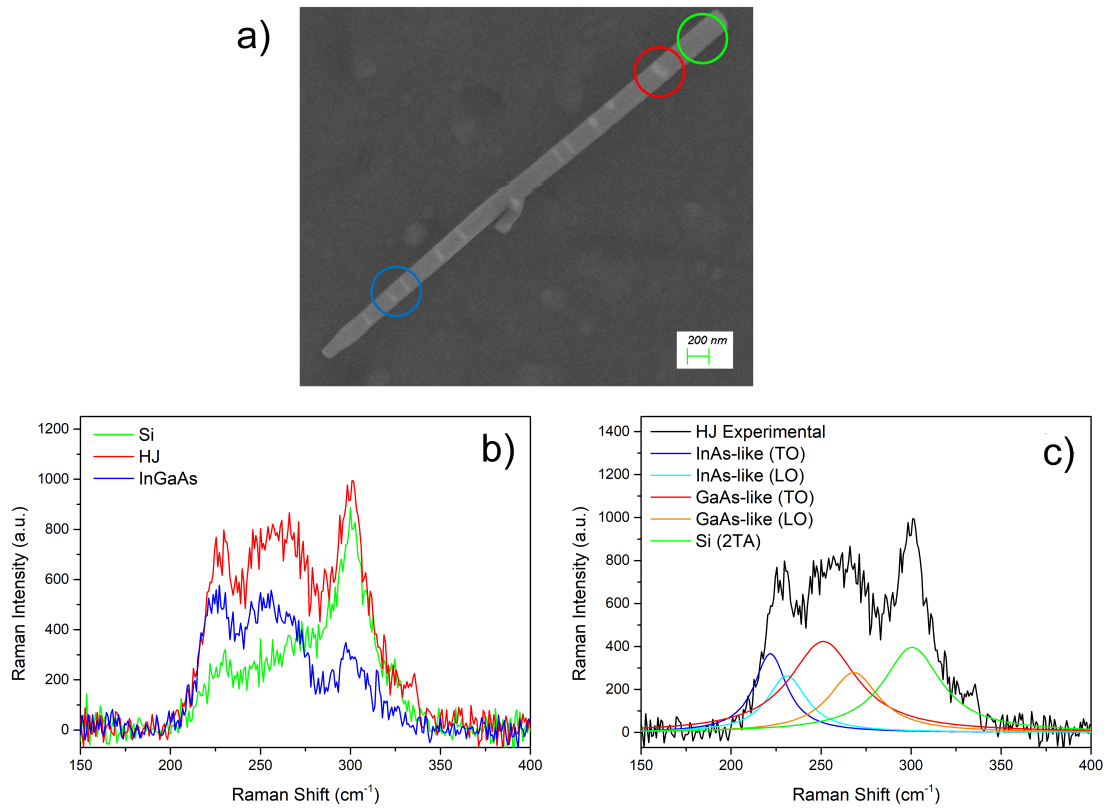 a)
200 nm
b)
Si
HJ
InGaAs
1200
1000
800
600
400
200
0
150 200 250 300 350 400
Raman Intensity (a.u.)
Raman Shift (cm⁻¹)
c)
HJ Experimental
InAs-like (TO)
InAs-like (LO)
GaAs-like (TO)
GaAs-like (LO)
Si (2TA)
1400
1200
1000
800
600
400
200
0
150 200 250 300 350 400
Raman Intensity (a.u.)
Raman Shift (cm⁻¹)